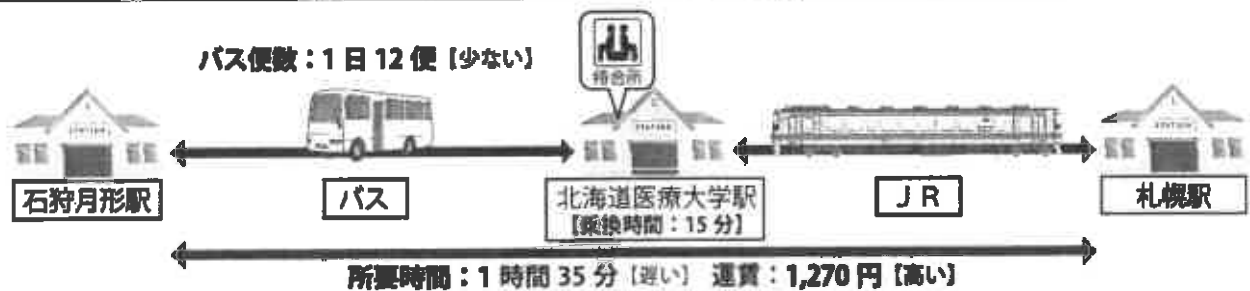 バス便数：1日12便［少ない］
待合所
STATION
STATION
STATION
石狩月形駅
バス
北海道医療大学駅
【乗換時間：15分】
ＪＲ
札幌駅
所要時間：1時間35分［遅い］ 運賃：1,270円［高い］